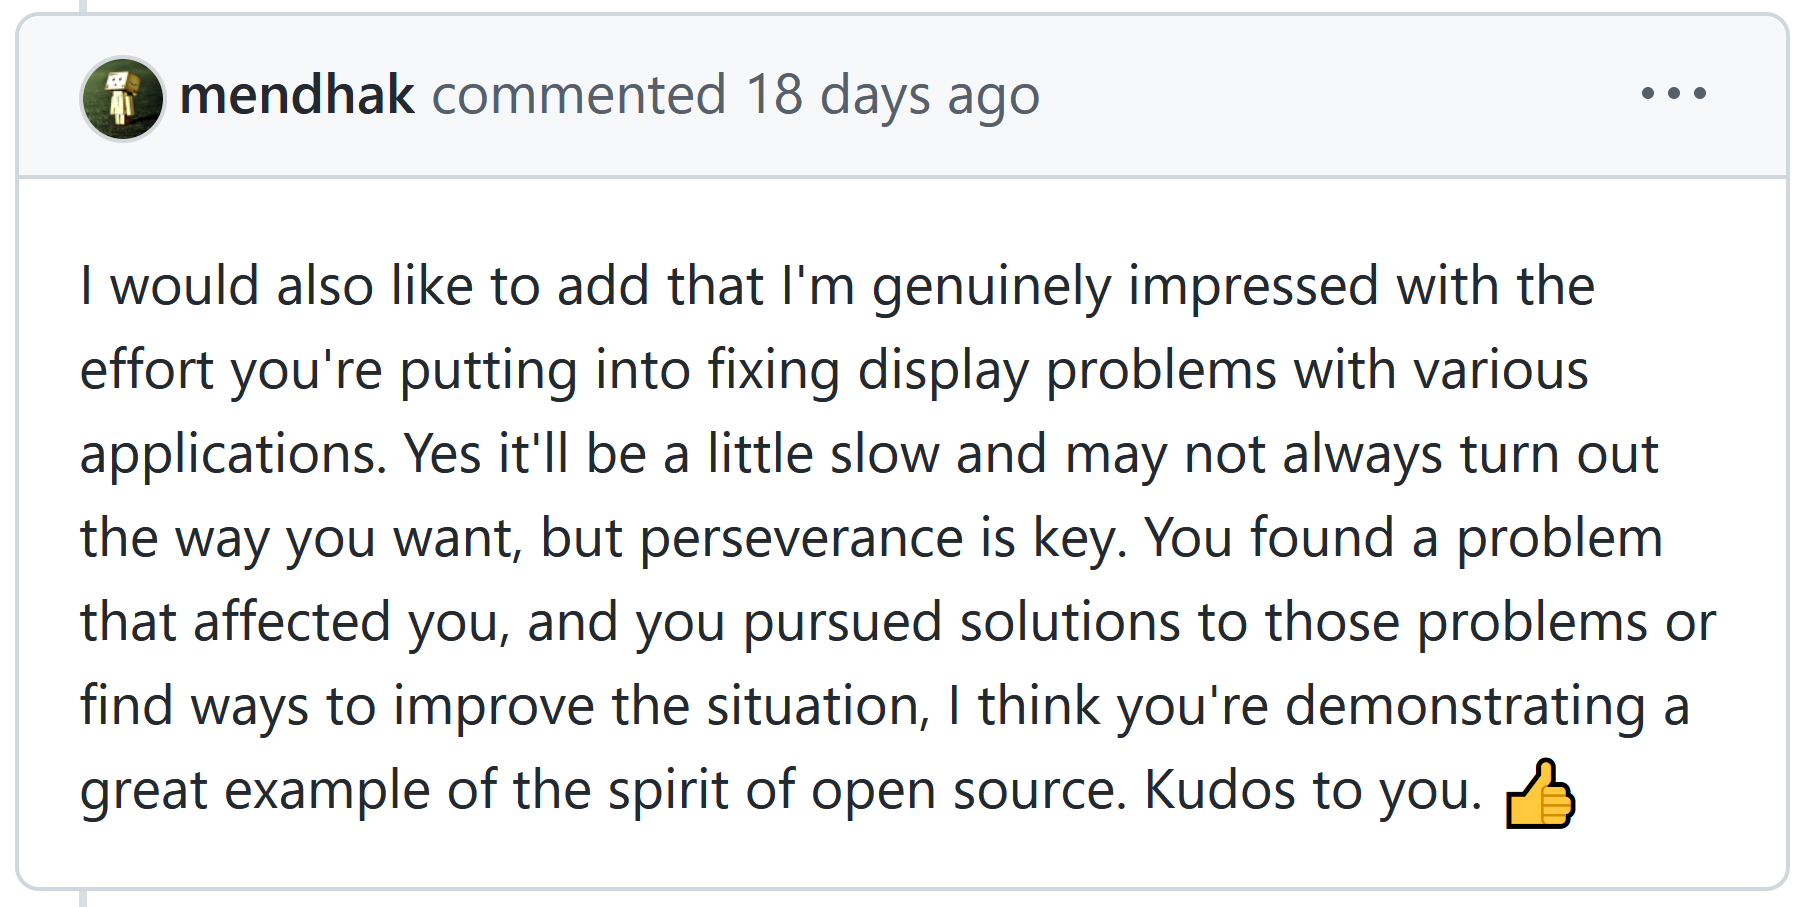 mendhak commented 18 days ago
I would also like to add that I'm genuinely impressed with the
effort you're putting into fixing display problems with various
applications. Yes it'll be a little slow and may not always turn out
the way you want, but perseverance is key. You found a problem
that affected you, and you pursued solutions to those problems or
find ways to improve the situation, I think you're demonstrating a
great example of the spirit of open source. Kudos to you. 👍